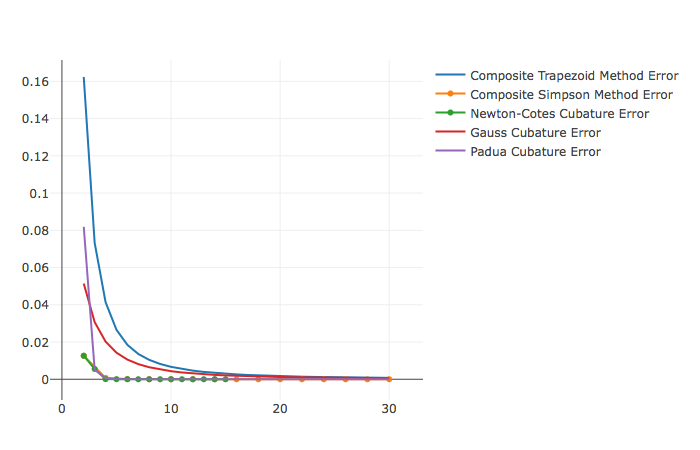 0.16
0.14
0.12
0.1
0.08
0.06
0.04
0.02
0
0 10 20 30
Composite Trapezoid Method Error
Composite Simpson Method Error
Newton-Cotes Cubature Error
Gauss Cubature Error
Padua Cubature Error